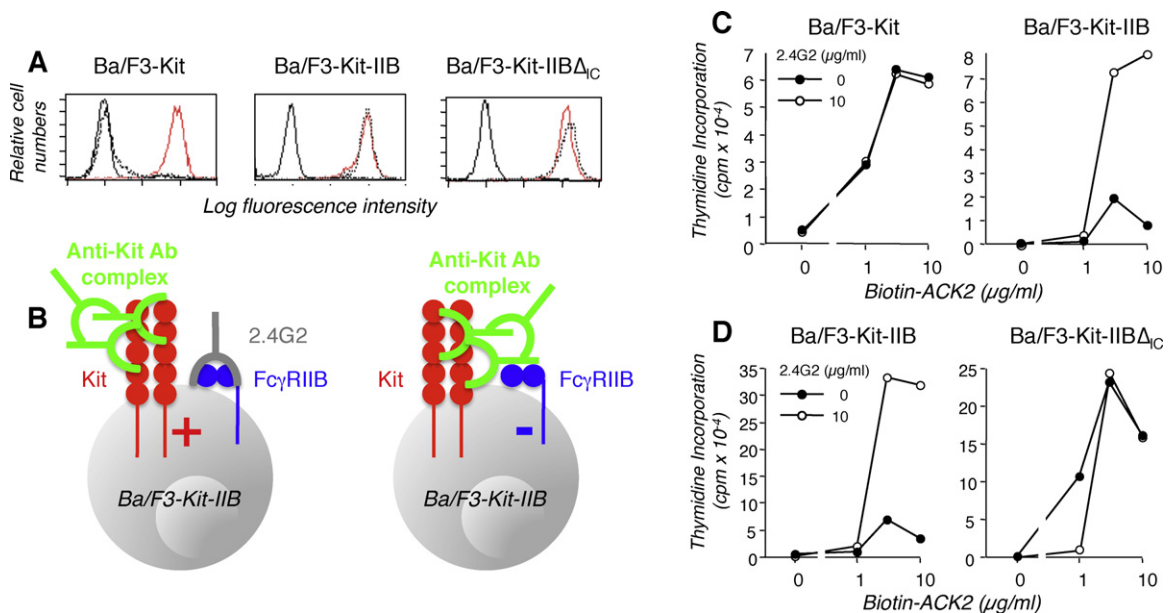 A
Ba/F3-Kit
Ba/F3-Kit-IIB
Ba/F3-Kit-IIBΔIC
Relative cell
numbers
Log fluorescence intensity
B
Anti-Kit Ab
complex
2.4G2
Kit
FcγRIIB
+
Ba/F3-Kit-IIB
Anti-Kit Ab
complex
Kit
FcγRIIB
-
Ba/F3-Kit-IIB
C
Ba/F3-Kit
Ba/F3-Kit-IIB
Thymidine Incorporation
(cpm x 10-4)
7
6
5
4
3
2
1
0
2.4G2 (μg/ml)
0
10
0 1 10
8
7
6
5
4
3
2
1
0
0 1 10
Biotin-ACK2 (μg/ml)
D
Ba/F3-Kit-IIB
Ba/F3-Kit-IIBΔIC
Thymidine Incorporation
(cpm x 10-4)
35
30
25
20
15
10
5
0
2.4G2 (μg/ml)
0
10
0 1 10
25
20
15
10
5
0
0 1 10
Biotin-ACK2 (μg/ml)